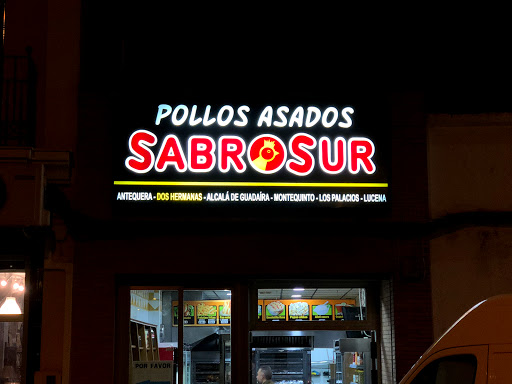 POLLOS ASADOS
SABROSUR
ANTEQUERA - DOS HERMANAS - ALCALÁ DE GUADAÍRA - MONTEQUINTO - LOS PALACIOS - LUCENA
POR FAVOR